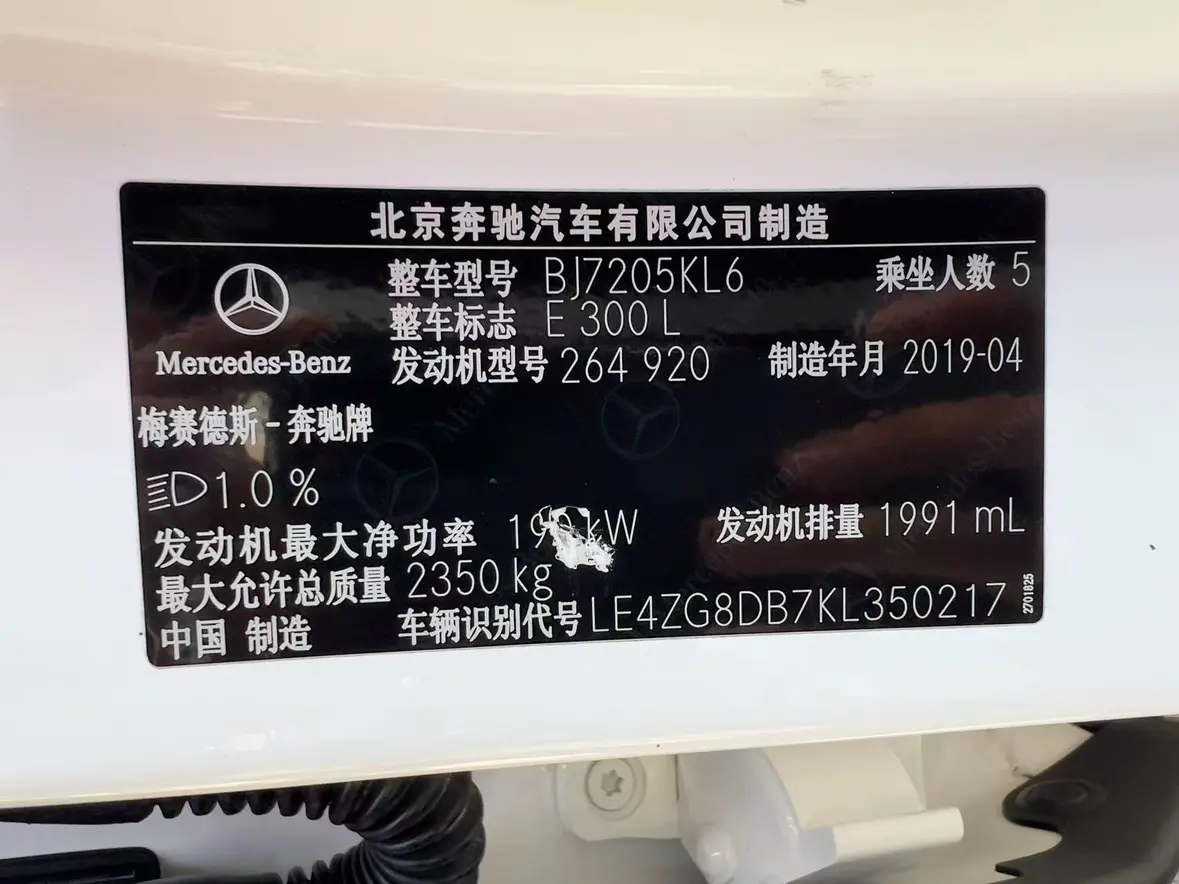 北京奔驰汽车有限公司制造
整车型号 BJ7205KL6 乘坐人数 5
整车标志 E 300 L
Mercedes-Benz 发动机型号 264 920 制造年月 2019-04
梅赛德斯-奔驰牌
1.0 %
发动机最大净功率 kW 发动机排量 1991 mL
最大允许总质量 2350 kg
中国 制造 车辆识别代号 LE4ZG8DB7KL350217
2701825